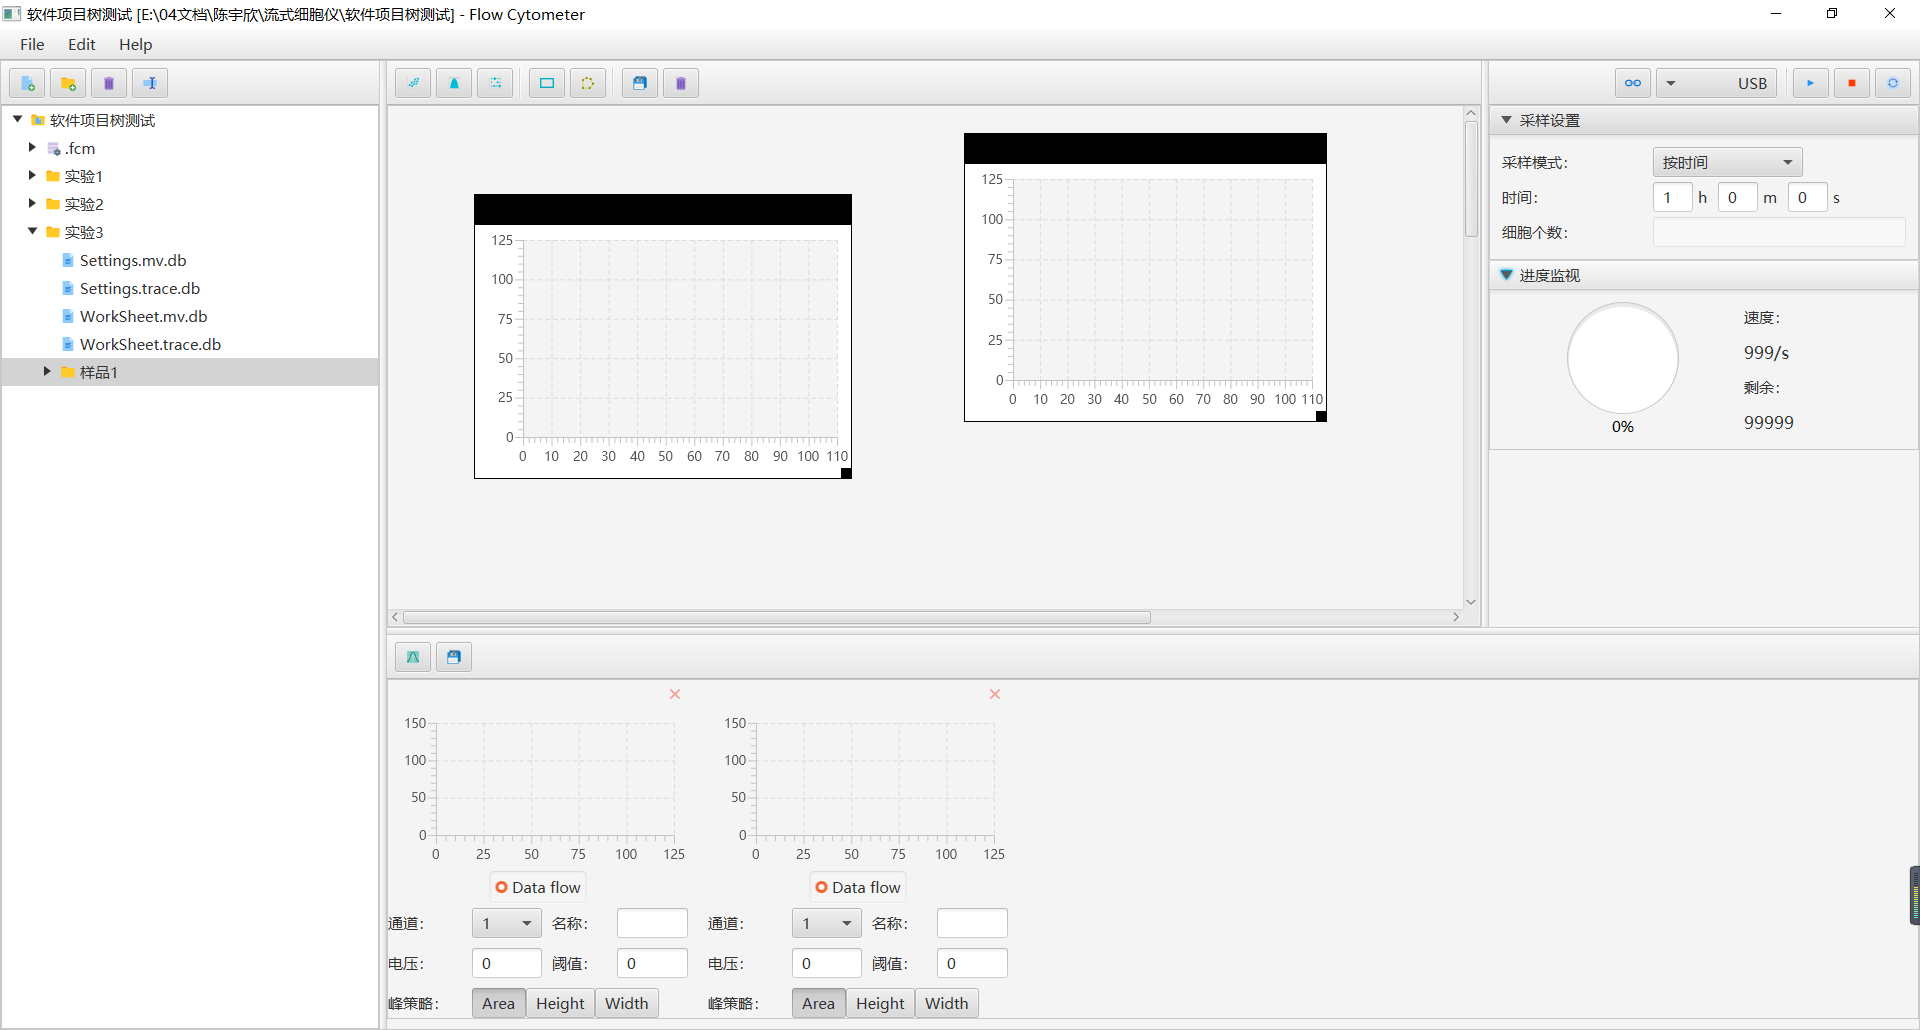 软件项目树测试 [E:\04文档\陈宇欣\流式细胞仪\软件项目树测试] - Flow Cytometer
File Edit Help
USB
软件项目树测试
.fcm
实验1
实验2
实验3
Settings.mv.db
Settings.trace.db
WorkSheet.mv.db
WorkSheet.trace.db
样品1
125
100
75
50
25
0
0 10 20 30 40 50 60 70 80 90 100 110
125
100
75
50
25
0
0 10 20 30 40 50 60 70 80 90 100 110
采样设置
采样模式: 按时间
时间: 1 h 0 m 0 s
细胞个数:
进度监视
0%
速度:
999/s
剩余:
99999
150
100
50
0
0 25 50 75 100 125
Data flow
通道: 1 名称:
电压: 0 阈值: 0
峰策略: Area Height Width
150
100
50
0
0 25 50 75 100 125
Data flow
通道: 1 名称:
电压: 0 阈值: 0
峰策略: Area Height Width